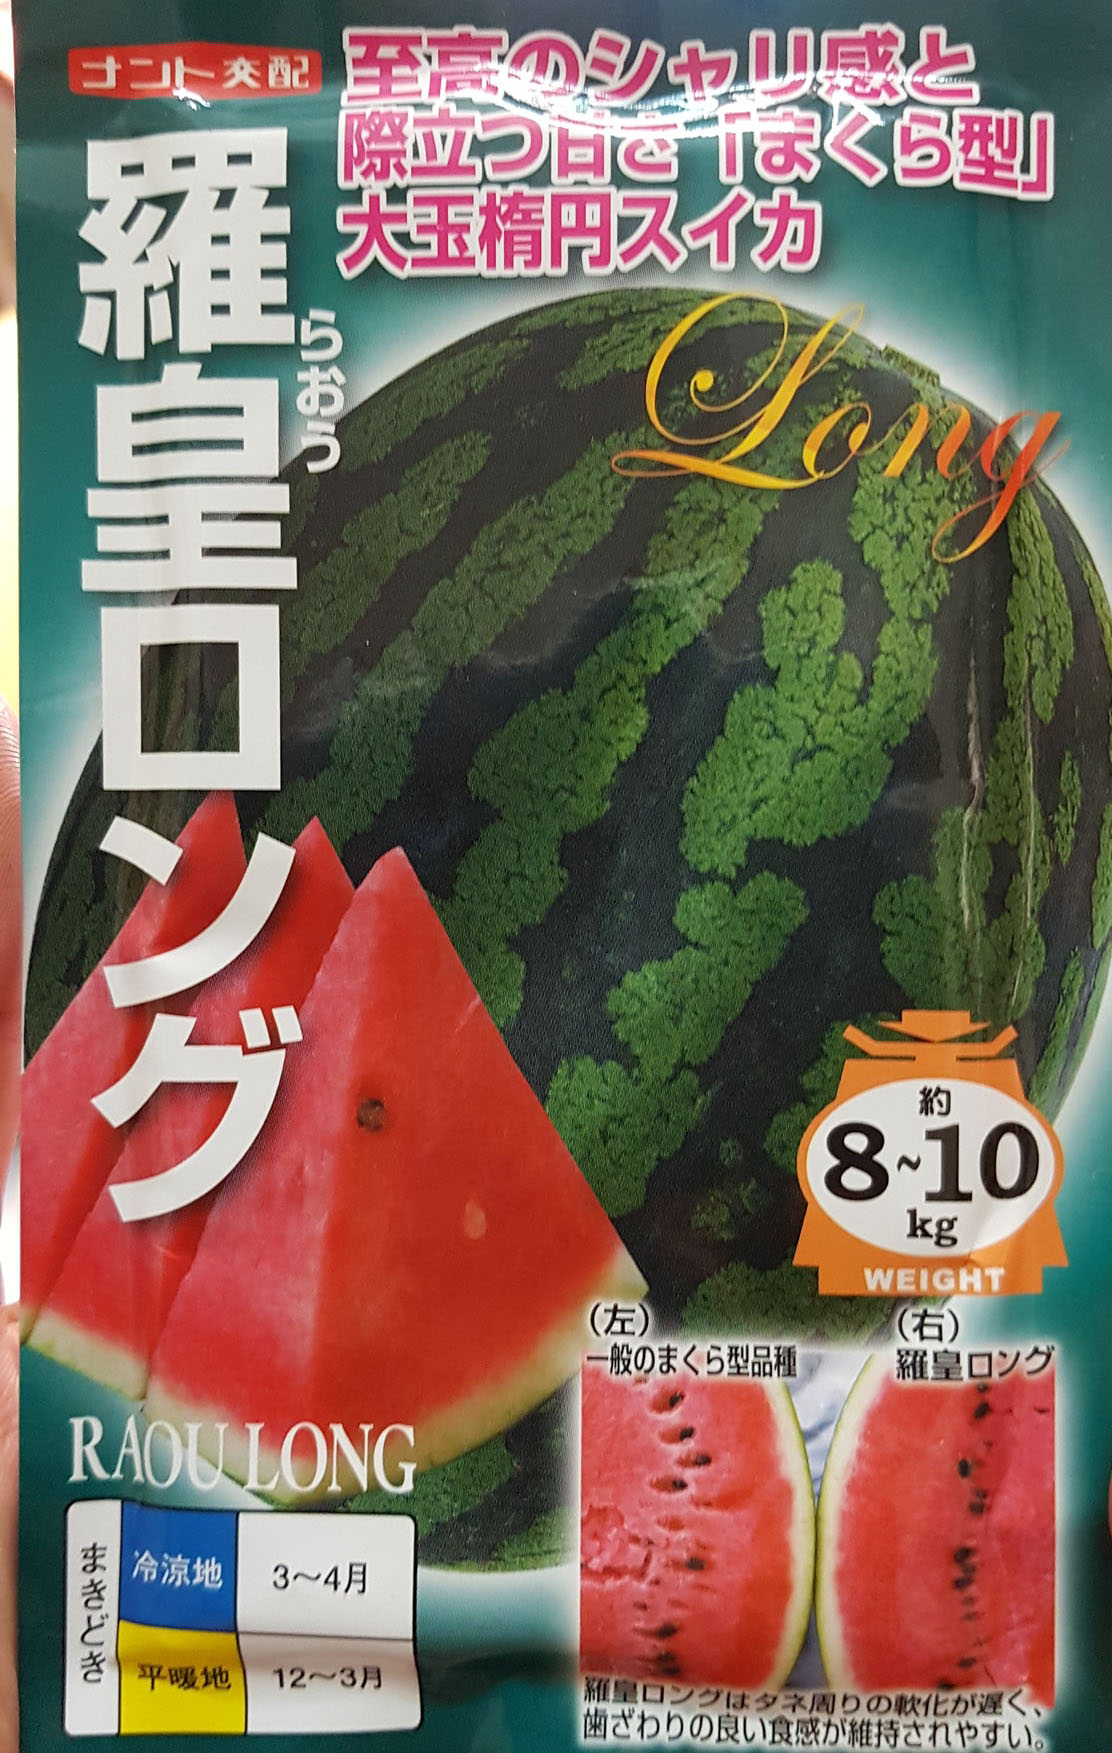 ナント交配
至高のシャリ感と
際立つ甘さ「まくら型」
大玉楕円スイカ
羅皇ロング
らおう
Long
約
8~10
kg
WEIGHT
(左)
一般のまくら型品種
(右)
羅皇ロング
RAOU LONG
まきどき
冷涼地
3～4月
平暖地
12～3月
羅皇ロングはタネ周りの軟化が遅く、
歯ざわりの良い食感が維持されやすい。